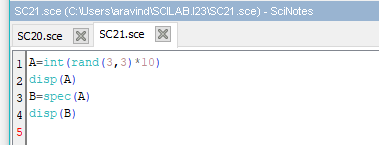 SC21.sce (C:\Users\aravind\SCILAB.I23\SC21.sce) - SciNotes
SC20.sce SC21.sce
1 A=int(rand(3,3)*10)
2 disp(A)
3 B=spec(A)
4 disp(B)
5